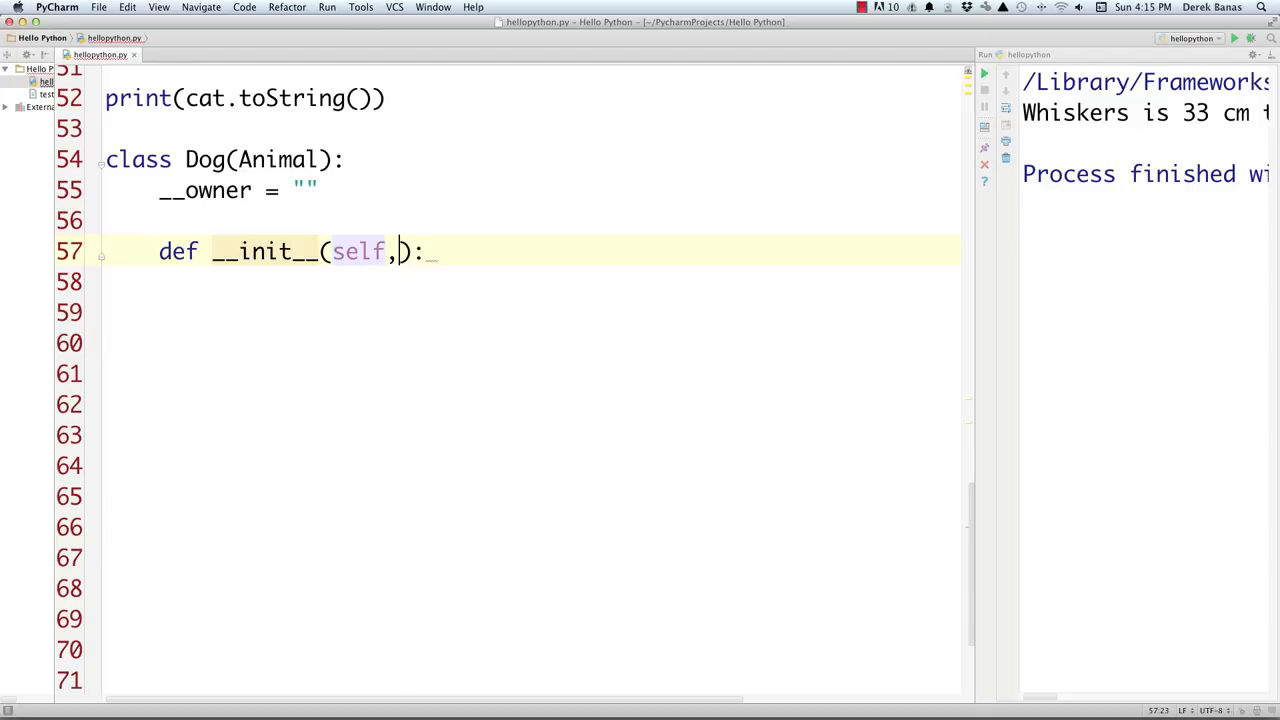 PyCharm File Edit View Navigate Code Refactor Run Tools VCS Window Help 10 Sun 4:15 PM Derek Banas
hellopython.py – Hello Python – [~/PycharmProjects/Hello Python]
Hello Python hellopython.py hellopython
hellopython.py × Run hellopython
Hello P
hell
test
Externa
51
52 print(cat.toString())
53
54 class Dog(Animal):
55 __owner = ""
56
57 def __init__(self,):
58
59
60
61
62
63
64
65
66
67
68
69
70
71
/Library/Frameworks
Whiskers is 33 cm t
Process finished wi
57:23 LF UTF-8